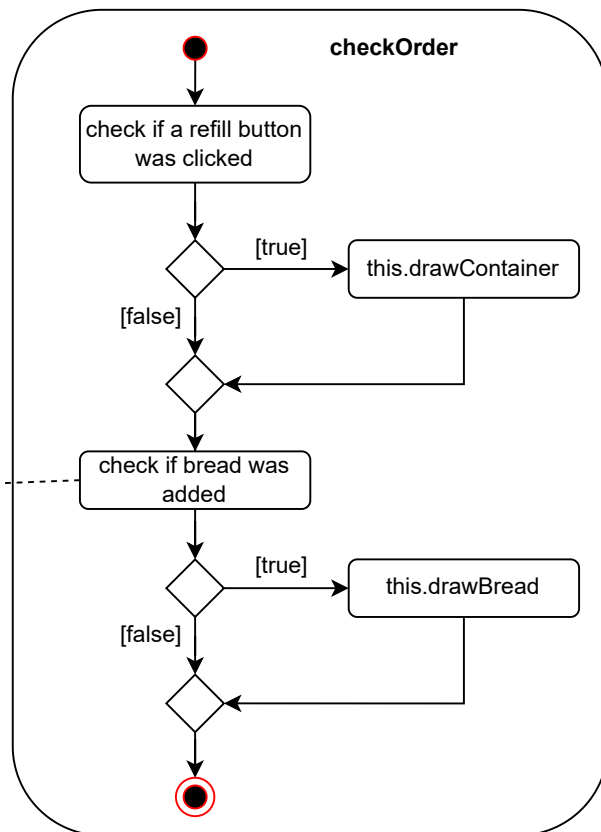 checkOrder
check if a refill button
was clicked
[true]
this.drawContainer
[false]
check if bread was
added
[true]
this.drawBread
[false]